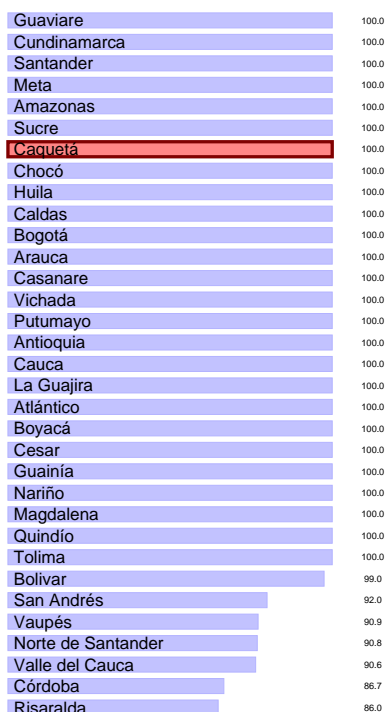 Guaviare 100.0
Cundinamarca 100.0
Santander 100.0
Meta 100.0
Amazonas 100.0
Sucre 100.0
Caquetá 100.0
Chocó 100.0
Huila 100.0
Caldas 100.0
Bogotá 100.0
Arauca 100.0
Casanare 100.0
Vichada 100.0
Putumayo 100.0
Antioquia 100.0
Cauca 100.0
La Guajira 100.0
Atlántico 100.0
Boyacá 100.0
Cesar 100.0
Guainía 100.0
Nariño 100.0
Magdalena 100.0
Quindío 100.0
Tolima 100.0
Bolivar 99.0
San Andrés 92.0
Vaupés 90.9
Norte de Santander 90.8
Valle del Cauca 90.6
Córdoba 86.7
Risaralda 86.0